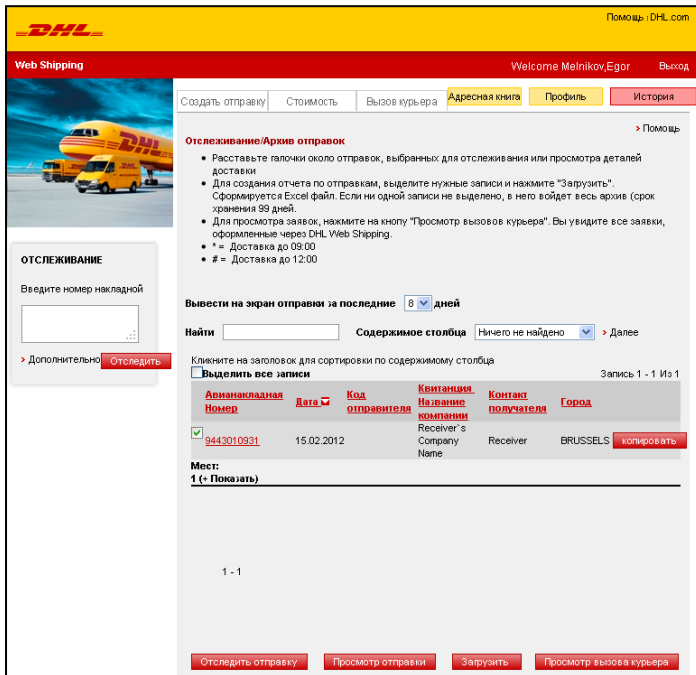 Помощь : DHL.com
DHL
Web Shipping
Welcome Melnikov,Egor
Выход
Создать отправку
Стоимость
Вызов курьера
Адресная книга
Профиль
История
DHL
> Помощь
Отслеживание/Архив отправок
• Расставьте галочки около отправок, выбранных для отслеживания или просмотра деталей
доставки
• Для создания отчета по отправкам, выделите нужные записи и нажмите "Загрузить".
Сформируется Excel файл. Если ни одной записи не выделено, в него войдет весь архив (срок
хранения 99 дней.
• Для просмотра заявок, нажмите на кнопу "Просмотр вызовов курьера". Вы увидите все заявки,
оформленные через DHL Web Shipping.
• * = Доставка до 09:00
• # = Доставка до 12:00
ОТСЛЕЖИВАНИЕ
Введите номер накладной
> Дополнительно
Отследить
Вывести на экран отправки за последние 8 дней
Найти
Содержимое столбца
Ничего не найдено
> Далее
Кликните на заголовок для сортировки по содержимому столбца
Выделить все записи
Запись 1 - 1 Из 1
Авианакладная
Номер
Дата
Код
отправителя
Квитанция
Название
компании
Контакт
получателя
Город
9443010931
15.02.2012
Receiver`s
Company
Name
Receiver
BRUSSELS
копировать
Мест:
1 (+ Показать)
1 - 1
Отследить отправку
Просмотр отправки
Загрузить
Просмотр вызова курьера